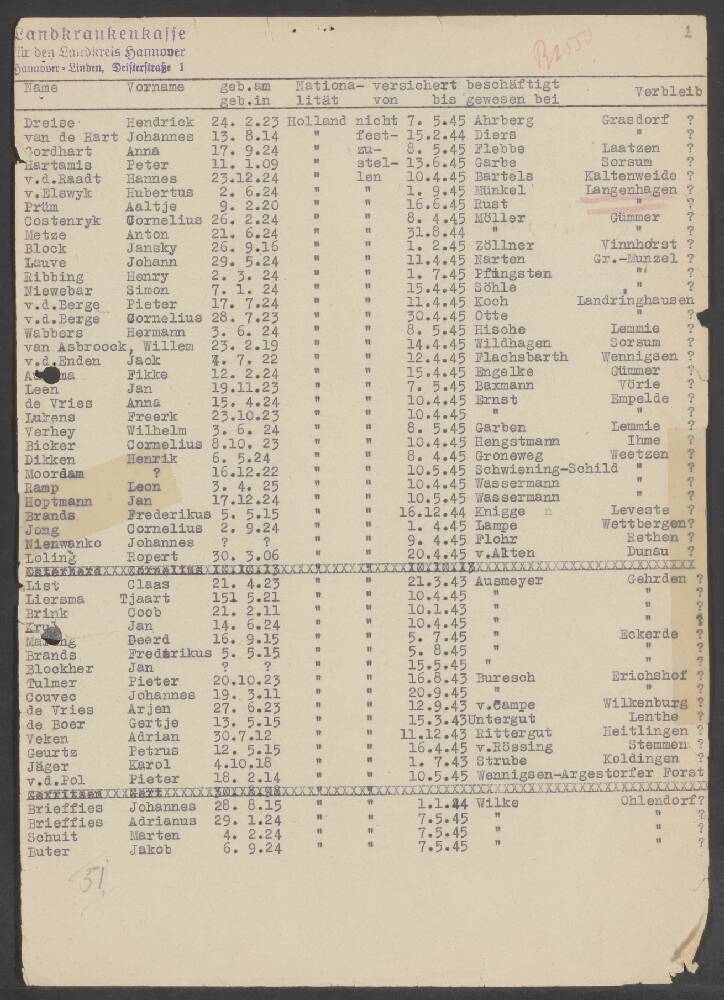 Landkrankenkasse
für den Landkreis Hannover
Hannover-Linden, Deisterstraße 1
2
Name Vorname geb.am Nationa- versichert beschäftigt Verbleib
geb.in lität von bis gewesen bei
Dreise Hendrick 24. 2.23 Holland nicht 7. 5.45 Ahrberg Grasdorf ?
van de Hart Johannes 13. 8.14 " fest- 15.2.44 Diers " ?
Gordhart Anna 17. 9.24 " zu- 8. 5.45 Flebbe Laatzen ?
Hartamis Peter 11. 1.09 " stel- 13.6.45 Garbe Sorsum ?
v.d.Raadt Hannes 23.12.24 " len 10.4.45 Bartels Kaltenweide ?
v.Elswyk Hubertus 2. 6.24 " " 1. 9.45 Münkel Langenhagen ?
Prüm Aaltje 9. 2.20 " " 16.6.45 Rust " ?
Oostenryk Cornelius 26. 2.24 " " 8. 4.45 Möller Gümmer ?
Metze Anton 21. 6.24 " " 31.8.44 " " ?
Block Jansky 26. 9.16 " " 1. 2.45 Zöllner Vinnhorst ?
Lauve Johann 29. 5.24 " " 11.4.45 Narten Gr.-Munzel ?
Ribbing Henry 2. 3. 24 " " 1. 7.45 Pfingsten " ?
Niewebar Simon 7. 1. 24 " " 15.4.45 Söhle " ?
v.d.Berge Pieter 17. 7.24 " " 11.4.45 Koch Landringhausen
v.d.Berge Cornelius 28. 7.23 " " 30.4.45 Otte " ?
Wabbers Hermann 3. 6. 24 " " 8. 5.45 Hische Lemmie ?
van Asbroock, Willem 23. 2.19 " " 14.4.45 Wildhagen Sorsum ?
v.d.Enden Jack 4. 7. 22 " " 12.4.45 Flachsbarth Wennigsen ?
Fikke 12. 2.24 " " 15.4.45 Engelke Gümmer ?
Leen Jan 19.11.23 " " 7. 5.45 Baxmann Vörie ?
de Vries Anna 15. 4.24 " " 10.4.45 Ernst Empelde ?
Lukens Freerk 23.10.23 " " 10.4.45 " " ?
Verhey Wilhelm 3. 6. 24 " " 8. 5.45 Garben Lemmie ?
Bicker Cornelius 8.10. 23 " " 10.4.45 Hengstmann Ihme ?
Dikken Henrik 6. 5.24 " " 8. 4.45 Groneweg Weetzen ?
Moordam ? 16.12.22 " " 10.5.45 Schwiening-Schild " ?
Ramp Leon 3. 4. 25 " " 10.4.45 Wassermann " ?
Hoptmann Jan 17.12.24 " " 10.5.45 Wassermann " ?
Brands Frederikus 5. 5.15 " " 16.12.44 Knigge Leveste ?
Jong Cornelius 2. 9.24 " " 1. 4.45 Lampe Wettbergen?
Nienwanko Johannes ? ? " " 9. 4.45 Flohr Rethen ?
Loling Ropert 30. 3.06 " " 20.4.45 v.Alten Dunau ?
List Claas 21. 4.23 " " 21.3.43 Ausmeyer Gehrden ?
Liersma Tjaart 151 5.21 " " 10.4.45 " " ?
Brink Coob 21. 2.11 " " 10.1.43 " " ?
Jan 14. 6.24 " " 10.4.45 " " ?
Deerd 16. 9.15 " " 5. 7.45 " Eckerde ?
Brands Frederikus 5. 5.15 " " 5. 8.45 " " ?
Blockher Jan ? ? " " 15.5.45 " " ?
Tulmer Pieter 20.10.23 " " 16.8.43 Buresch Erichshof ?
Couvec Johannes 19. 3.11 " " 20.9.45 " " ?
de Vries Arjen 27. 6.23 " " 12.9.43 v.Campe Wilkenburg ?
de Boer Gertje 13. 5.15 " " 15.3.43Untergut Lenthe ?
Veken Adrian 30.7.12 " " 11.12.43 Rittergut Heitlingen ?
Geurtz Petrus 12. 5.15 " " 16.4.45 v.Rössing Stemmen ?
Jäger Karol 4.10.18 " " 1. 7.43 Strube Koldingen ?
v.d.Pol Pieter 18. 2.14 " " 10.5.45 Wennigsen-Argestorfer Forst
Brieffies Johannes 28. 8.15 " " 1.1.44 Wilke Ohlendorf?
Brieffies Adrianus 29. 1.24 " " 7.5.45 " " ?
Schuit Marten 4. 2.24 " " 7.5.45 " " ?
Buter Jakob 6. 9.24 " " 7.5.45 " " ?
51